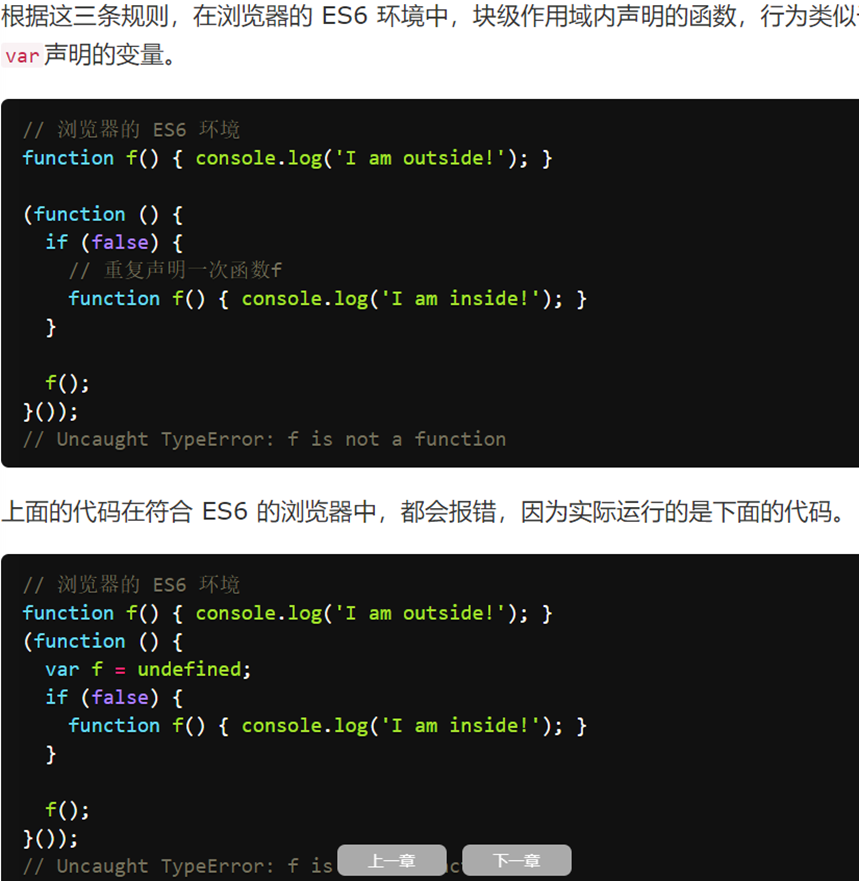 根据这三条规则，在浏览器的 ES6 环境中，块级作用域内声明的函数，行为类似
var声明的变量。
// 浏览器的 ES6 环境
function f() { console.log('I am outside!'); }
(function () {
  if (false) {
    // 重复声明一次函数f
    function f() { console.log('I am inside!'); }
  }
  f();
}());
// Uncaught TypeError: f is not a function
上面的代码在符合 ES6 的浏览器中，都会报错，因为实际运行的是下面的代码。
// 浏览器的 ES6 环境
function f() { console.log('I am outside!'); }
(function () {
  var f = undefined;
  if (false) {
    function f() { console.log('I am inside!'); }
  }
  f();
}());
// Uncaught TypeError: f is
上一章 下一章